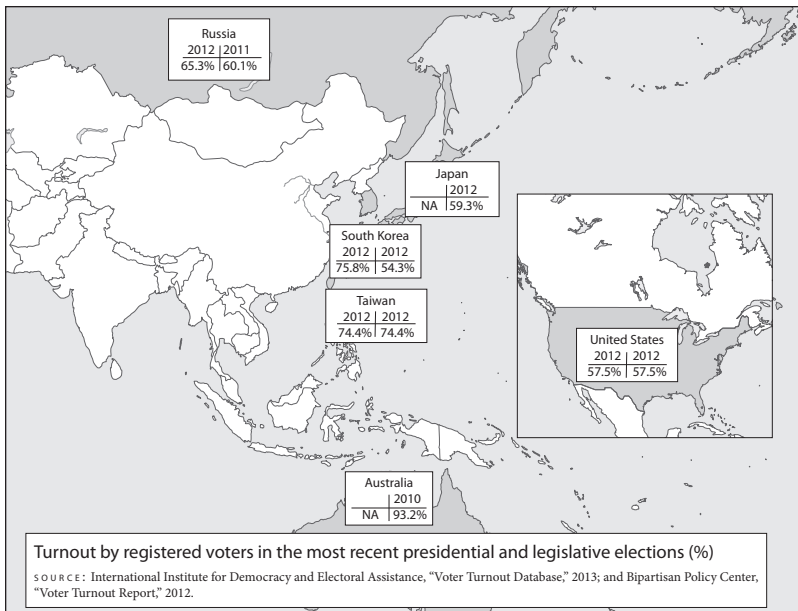 Russia
2012 2011
65.3% 60.1%
Japan
2012
NA 59.3%
South Korea
2012 2012
75.8% 54.3%
Taiwan
2012 2012
74.4% 74.4%
United States
2012 2012
57.5% 57.5%
Australia
2010
NA 93.2%
Turnout by registered voters in the most recent presidential and legislative elections (%)
SOURCE: International Institute for Democracy and Electoral Assistance, “Voter Turnout Database,” 2013; and Bipartisan Policy Center,
“Voter Turnout Report,” 2012.